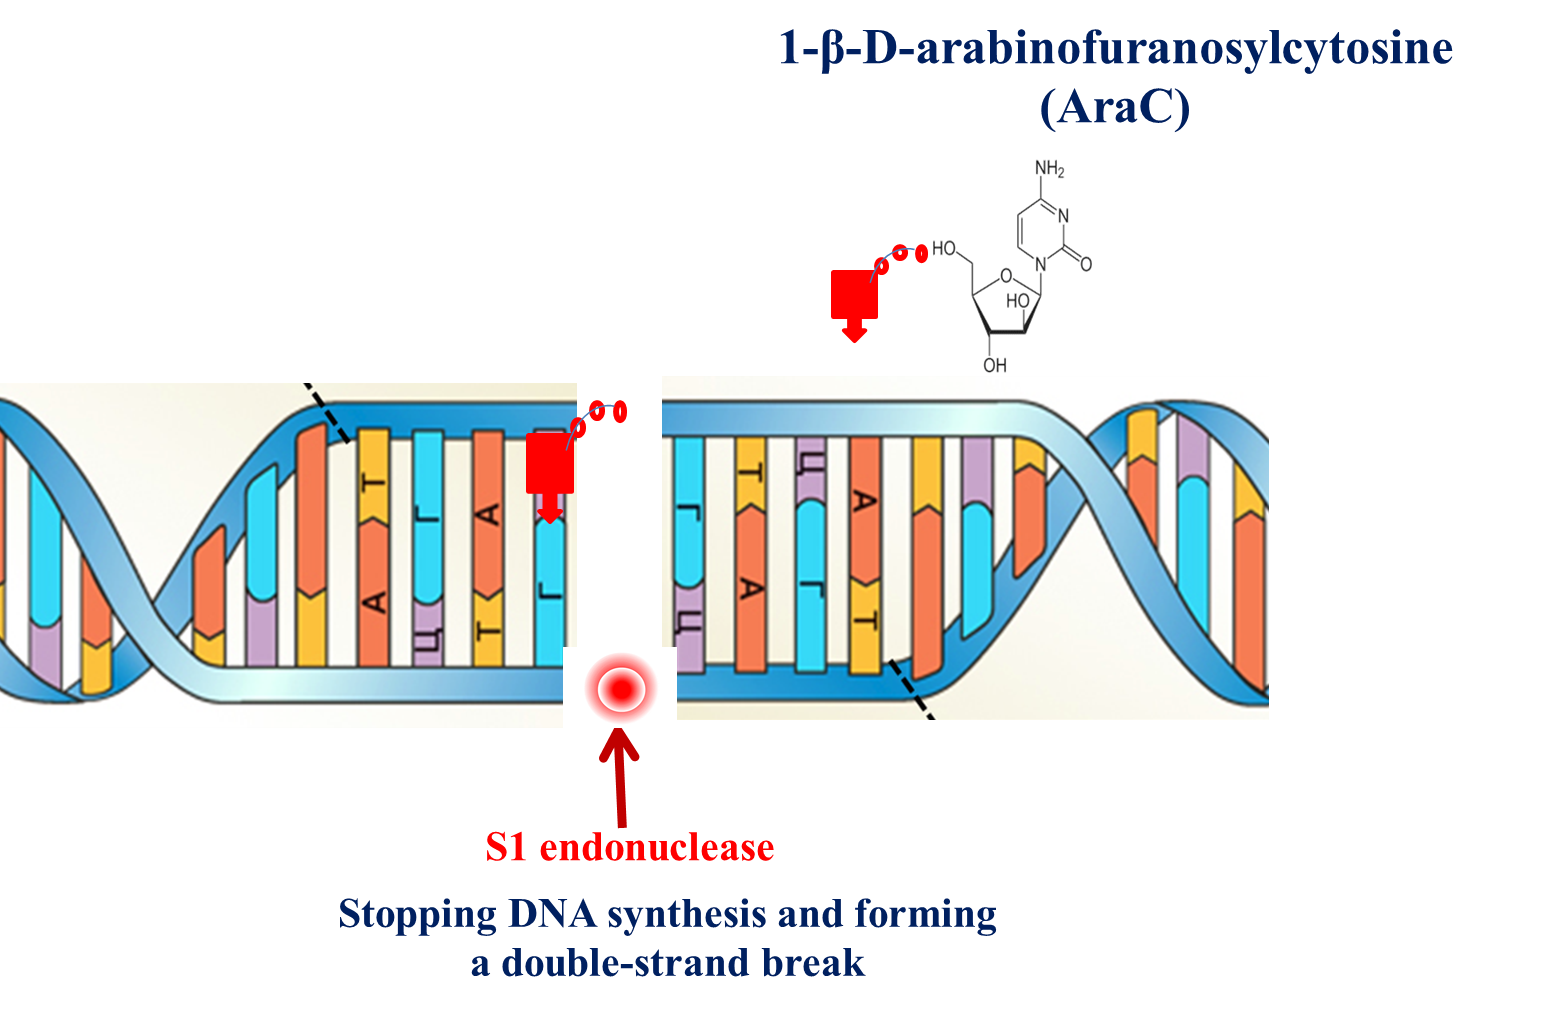 1-β-D-arabinofuranosylcytosine
(AraC)
NH2
N
HO
N
O
O
HO
OH
Т Г А Г Т Ц А
А Ц Т Г Ц А Г Т
S1 endonuclease
Stopping DNA synthesis and forming
a double-strand break